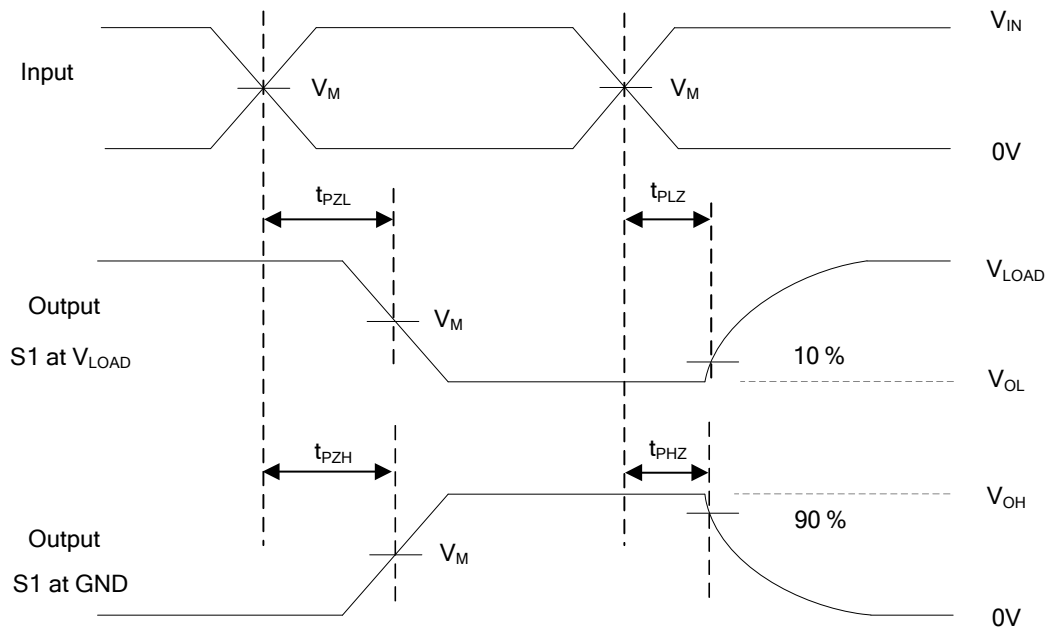 V_IN
Input
V_M
V_M
0V
t_PZL
t_PLZ
V_LOAD
Output
V_M
S1 at V_LOAD
10 %
V_OL
t_PZH
t_PHZ
V_OH
90 %
Output
V_M
S1 at GND
0V